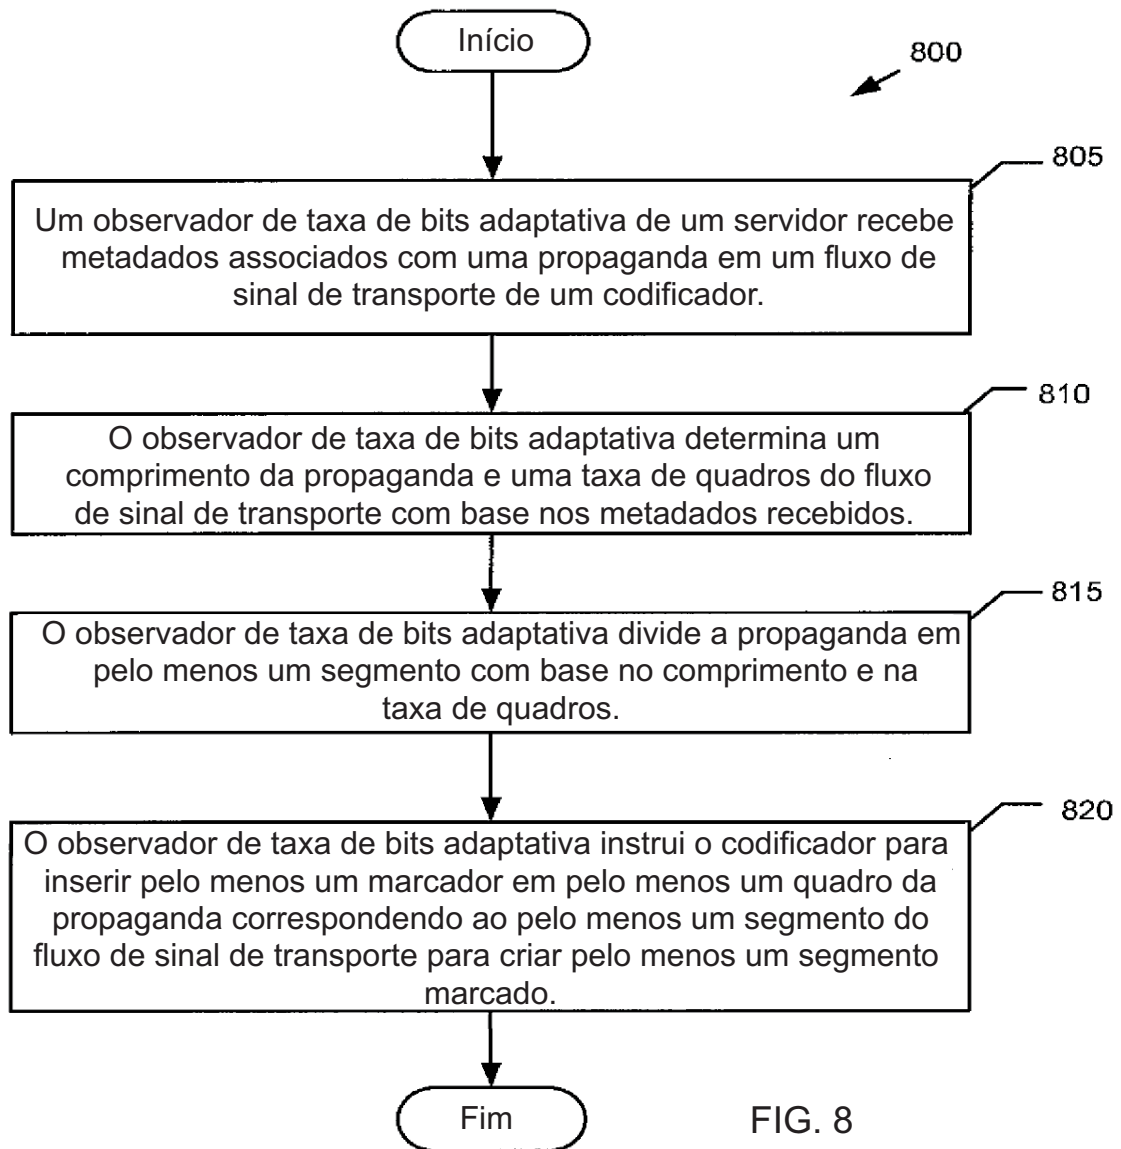 Início
800
805
Um observador de taxa de bits adaptativa de um servidor recebe
metadados associados com uma propaganda em um fluxo de
sinal de transporte de um codificador.
810
O observador de taxa de bits adaptativa determina um
comprimento da propaganda e uma taxa de quadros do fluxo
de sinal de transporte com base nos metadados recebidos.
815
O observador de taxa de bits adaptativa divide a propaganda em
pelo menos um segmento com base no comprimento e na
taxa de quadros.
820
O observador de taxa de bits adaptativa instrui o codificador para
inserir pelo menos um marcador em pelo menos um quadro da
propaganda correspondendo ao pelo menos um segmento do
fluxo de sinal de transporte para criar pelo menos um segmento
marcado.
Fim
FIG. 8